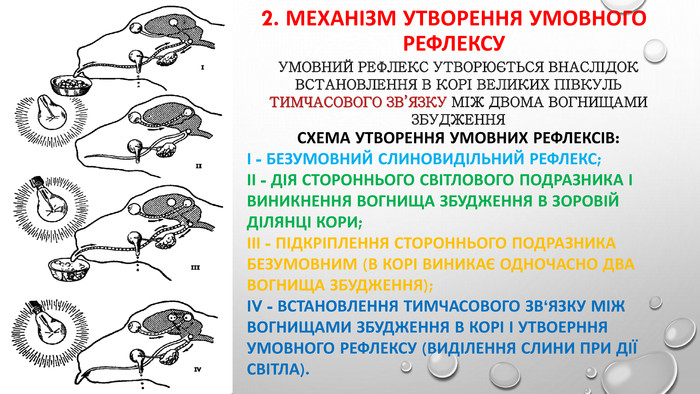 2. МЕХАНІЗМ УТВОРЕННЯ УМОВНОГО
РЕФЛЕКСУ
УМОВНИЙ РЕФЛЕКС УТВОРЮЄТЬСЯ ВНАСЛІДОК
ВСТАНОВЛЕННЯ В КОРІ ВЕЛИКИХ ПІВКУЛЬ
ТИМЧАСОВОГО ЗВ’ЯЗКУ МІЖ ДВОМА ВОГНИЩАМИ
ЗБУДЖЕННЯ
СХЕМА УТВОРЕННЯ УМОВНИХ РЕФЛЕКСІВ:
I - БЕЗУМОВНИЙ СЛИНОВИДІЛЬНИЙ РЕФЛЕКС;
II - ДІЯ СТОРОННЬОГО СВІТЛОВОГО ПОДРАЗНИКА І
ВИНИКНЕННЯ ВОГНИЩА ЗБУДЖЕННЯ В ЗОРОВІЙ
ДІЛЯНЦІ КОРИ;
III - ПІДКРІПЛЕННЯ СТОРОННЬОГО ПОДРАЗНИКА
БЕЗУМОВНИМ (В КОРІ ВИНИКАЄ ОДНОЧАСНО ДВА
ВОГНИЩА ЗБУДЖЕННЯ);
IV - ВСТАНОВЛЕННЯ ТИМЧАСОВОГО ЗВ‘ЯЗКУ МІЖ
ВОГНИЩАМИ ЗБУДЖЕННЯ В КОРІ І УТВОЕРННЯ
УМОВНОГО РЕФЛЕКСУ (ВИДІЛЕННЯ СЛИНИ ПРИ ДІЇ
СВІТЛА).
I
II
III
IV